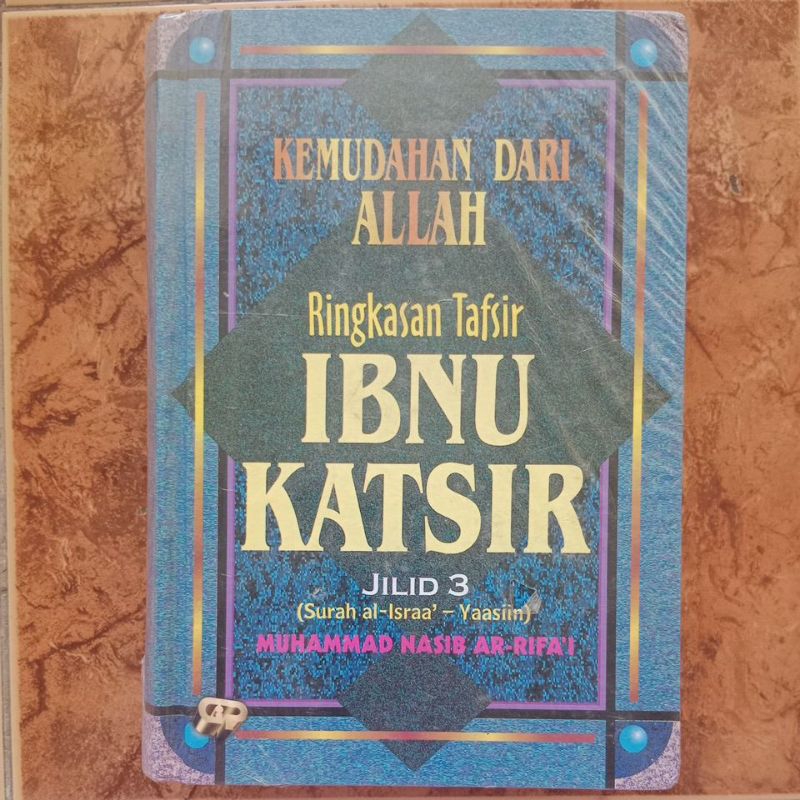 KEMUDAHAN DARI
ALLAH
Ringkasan Tafsir
IBNU
KATSIR
JILID 3
(Surah al-Israa' – Yaasiin)
MUHAMMAD NASIB AR-RIFA'I